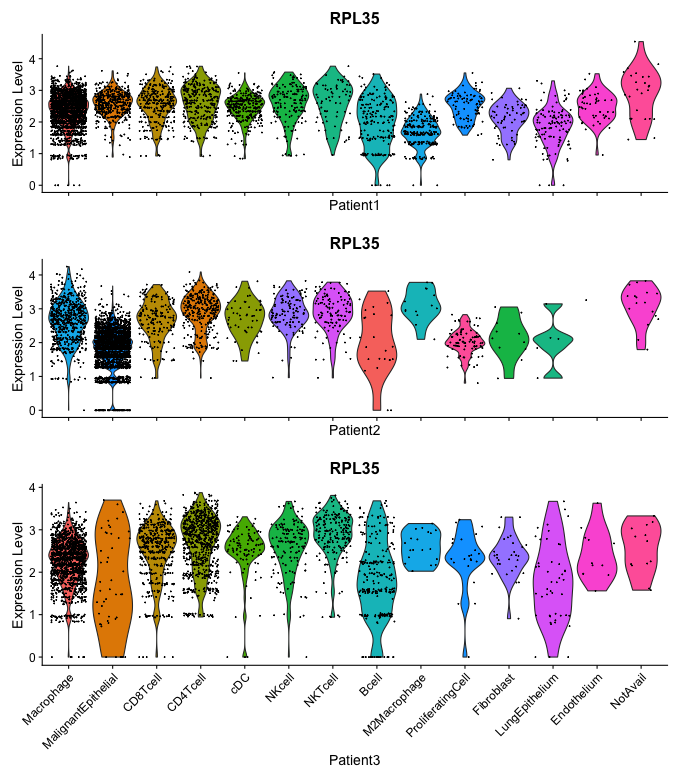 RPL35
4
3
2
1
0
Expression Level
Patient1
RPL35
4
3
2
1
0
Expression Level
Patient2
RPL35
4
3
2
1
0
Expression Level
Macrophage
MalignantEpithelial
CD8Tcell
CD4Tcell
cDC
NKcell
NKTcell
Bcell
M2Macrophage
ProliferatingCell
Fibroblast
LungEpithelium
Endothelium
NotAvail
Patient3